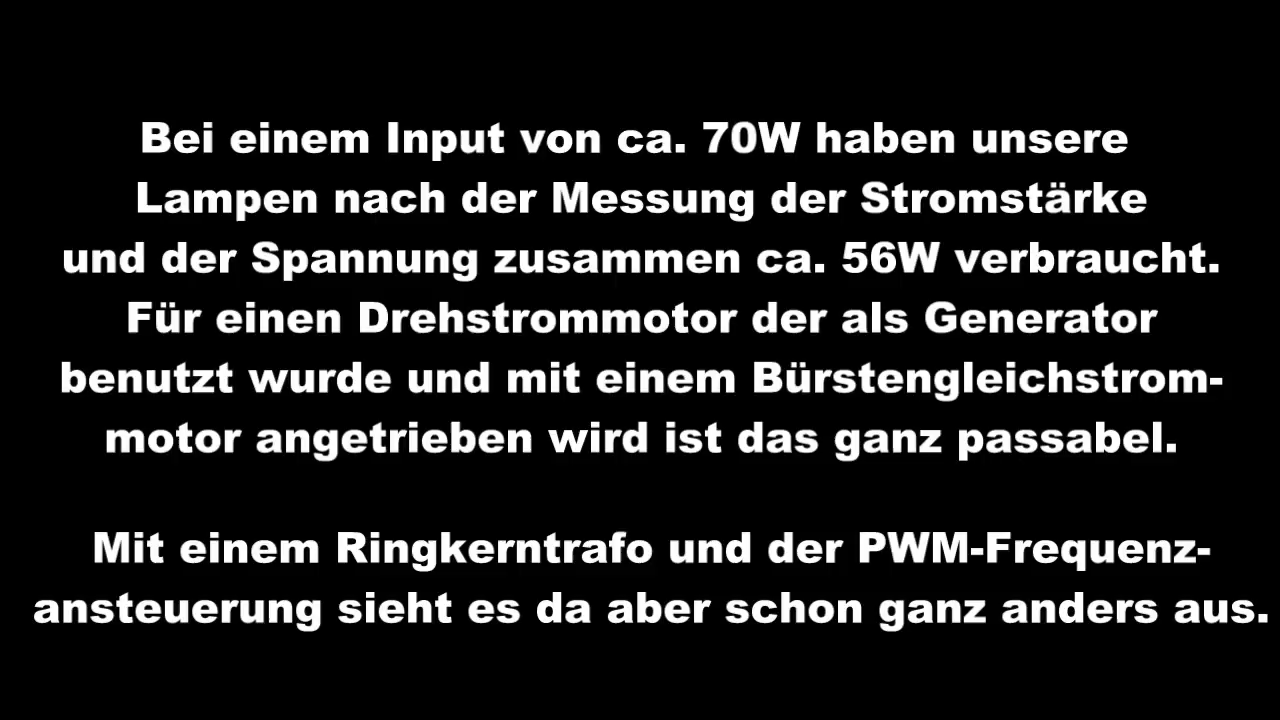 Bei einem Input von ca. 70W haben unsere
Lampen nach der Messung der Stromstärke
und der Spannung zusammen ca. 56W verbraucht.
Für einen Drehstrommotor der als Generator
benutzt wurde und mit einem Bürstengleichstrom-
motor angetrieben wird ist das ganz passabel.
Mit einem Ringkerntrafo und der PWM-Frequenz-
ansteuerung sieht es da aber schon ganz anders aus.